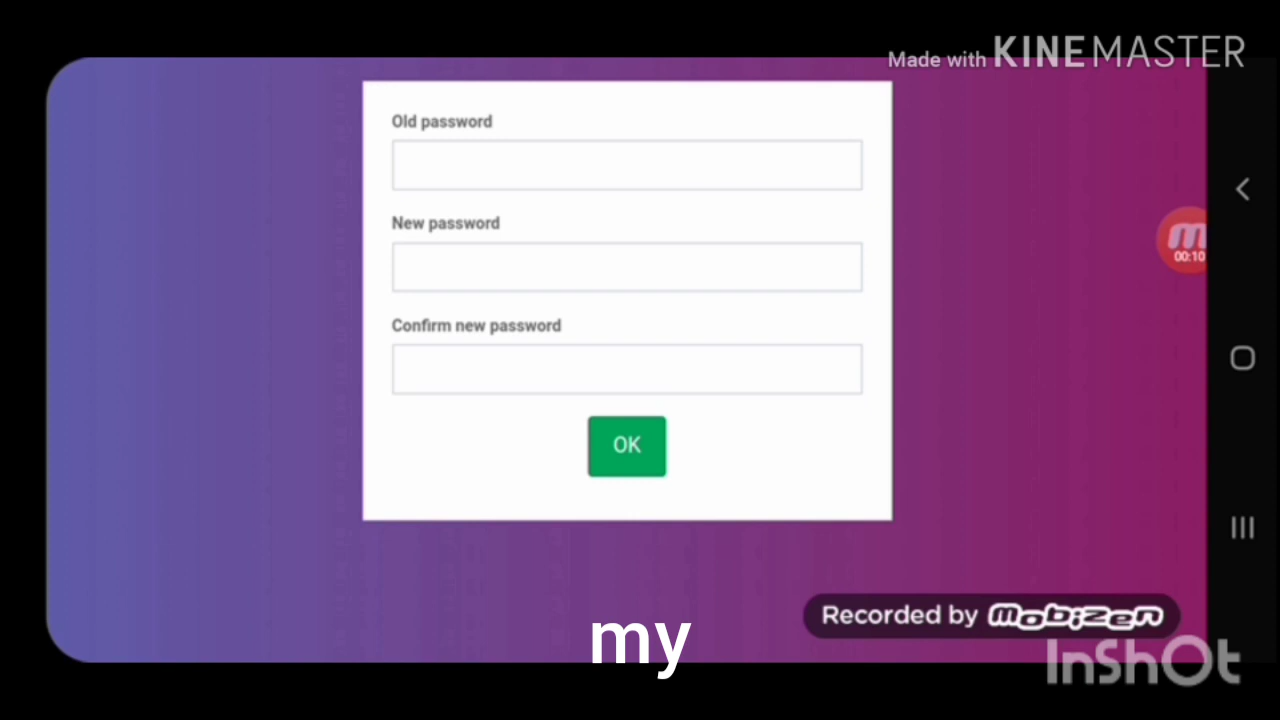 Made with KINEMASTER
Old password
New password
00:10
Confirm new password
OK
Recorded by mobizen
my
InShOt